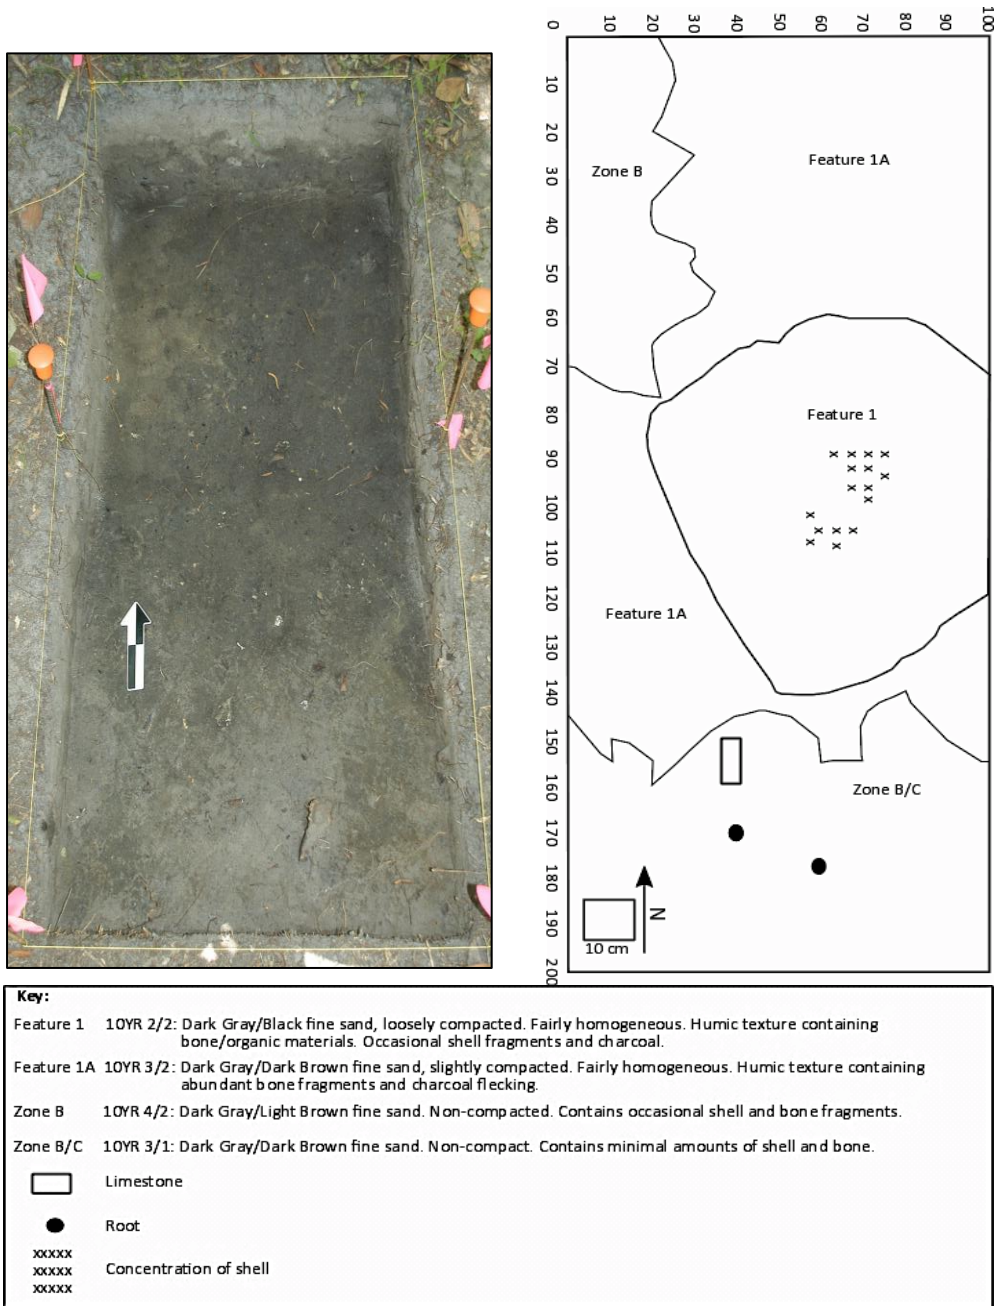 0 10 20 30 40 50 60 70 80 90 100
10
20
30
40
50
60
70
80
90
100
110
120
130
140
150
160
170
180
190
200
Zone B
Feature 1A
Feature 1
x x x x
x x x
x x
x
x
x x x
x x
Feature 1A
Zone B/C
N
10 cm
Key:
Feature 1 10YR 2/2: Dark Gray/Black fine sand, loosely compacted. Fairly homogeneous. Humic texture containing
bone/organic materials. Occasional shell fragments and charcoal.
Feature 1A 10YR 3/2: Dark Gray/Dark Brown fine sand, slightly compacted. Fairly homogeneous. Humic texture containing
abundant bone fragments and charcoal flecking.
Zone B 10YR 4/2: Dark Gray/Light Brown fine sand. Non-compacted. Contains occasional shell and bone fragments.
Zone B/C 10YR 3/1: Dark Gray/Dark Brown fine sand. Non-compact. Contains minimal amounts of shell and bone.
Limestone
Root
xxxxx
xxxxx
xxxxx
Concentration of shell